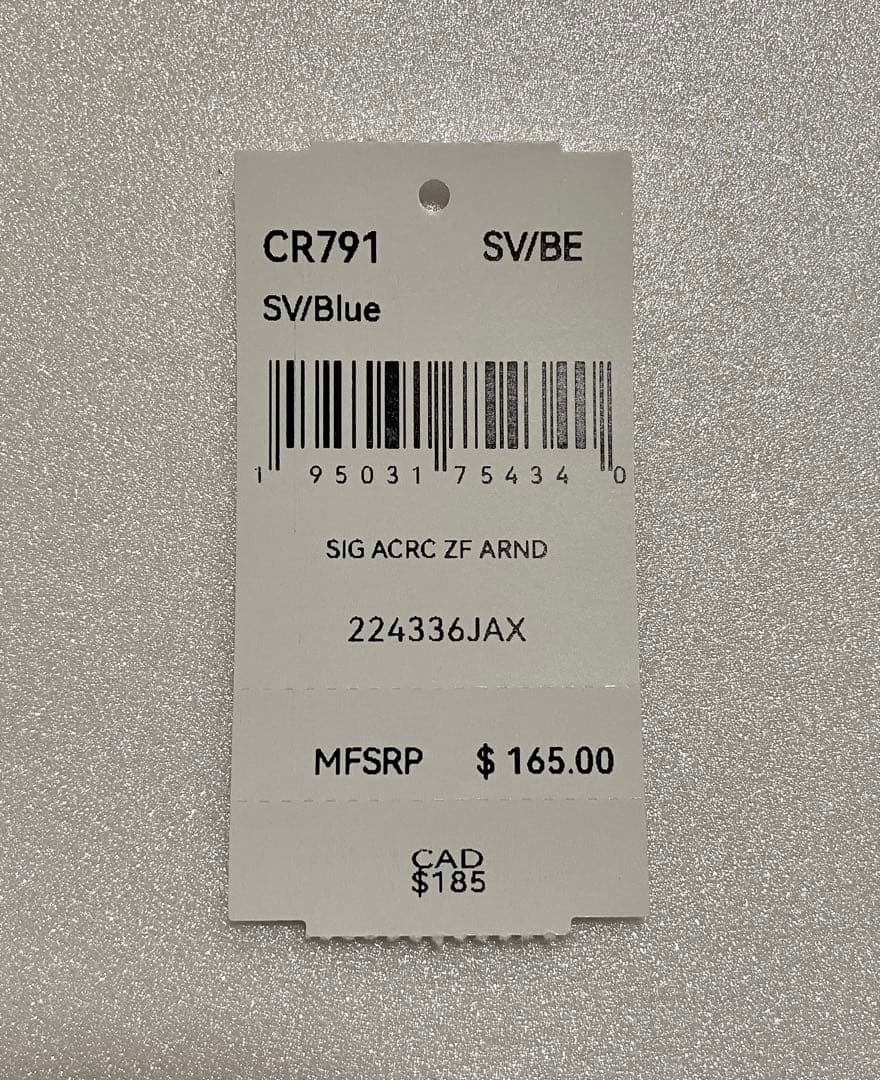 CR791 SV/BE
SV/Blue
1 95031 75434 0
SIG ACRC ZF ARND
224336JAX
MFSRP $ 165.00
CAD
$185